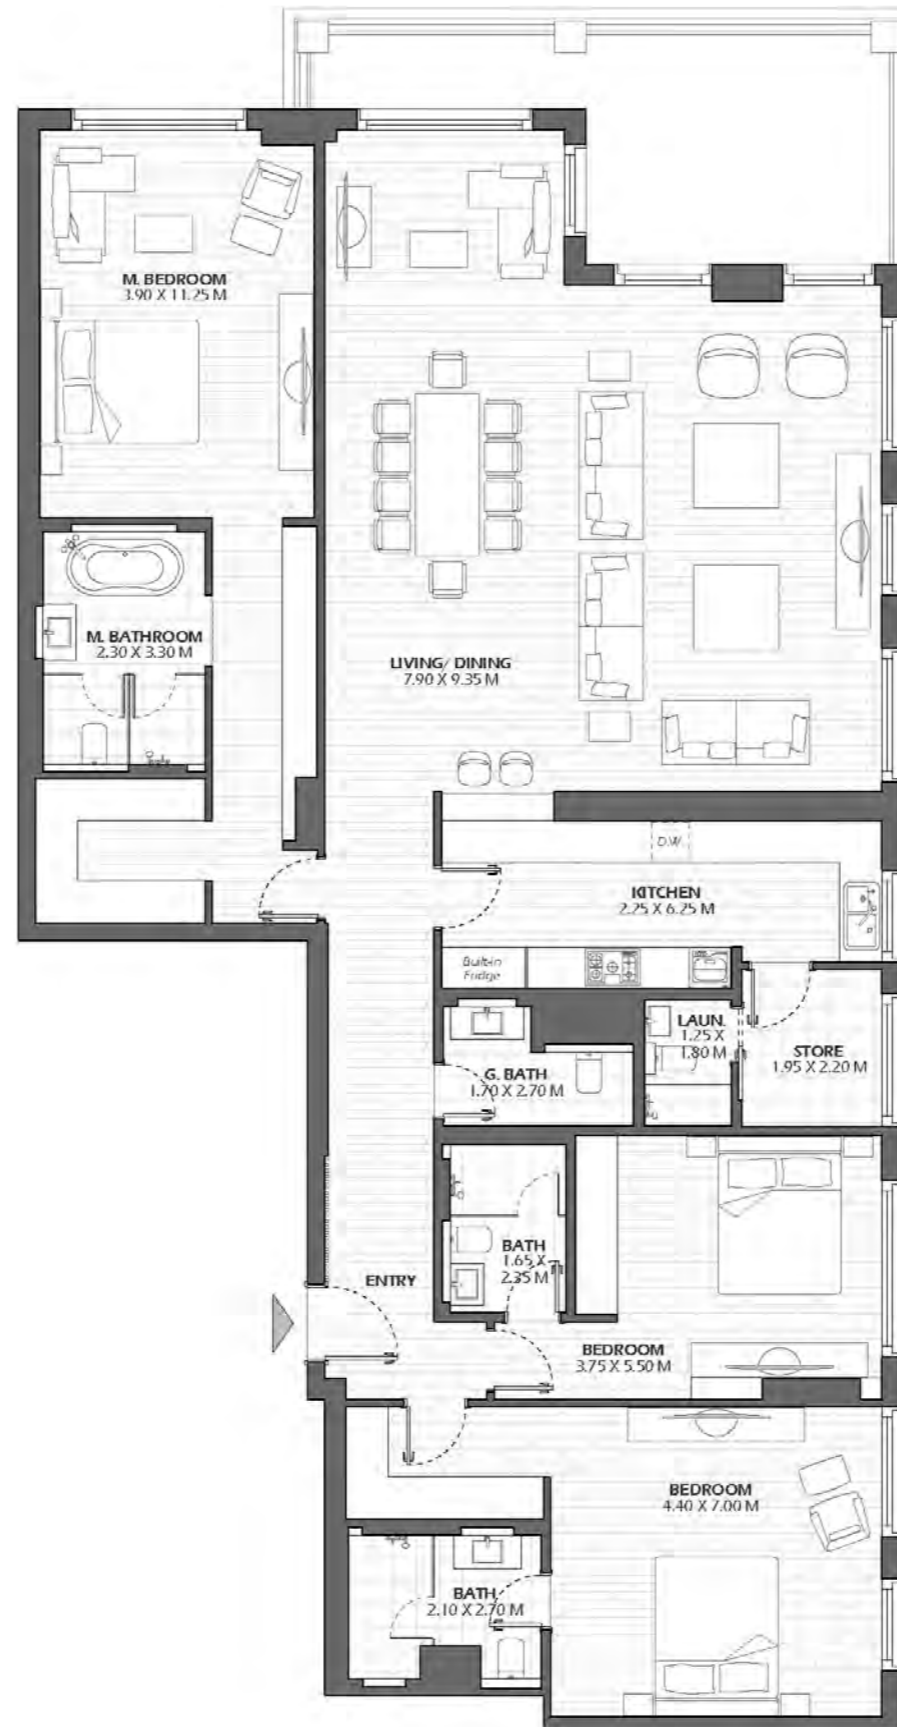 M. BEDROOM
3.90 X 11.25 M
M. BATHROOM
2.30 X 3.30 M
LIVING/ DINING
7.90 X 9.35 M
D.W.
KITCHEN
2.25 X 6.25 M
Built-in
Fridge
LAUN.
1.25 X
1.80 M
STORE
1.95 X 2.20 M
G. BATH
1.70 X 2.70 M
BATH
1.65 X
2.35 M
ENTRY
BEDROOM
3.75 X 5.50 M
BEDROOM
4.40 X 7.00 M
BATH
2.10 X 2.70 M